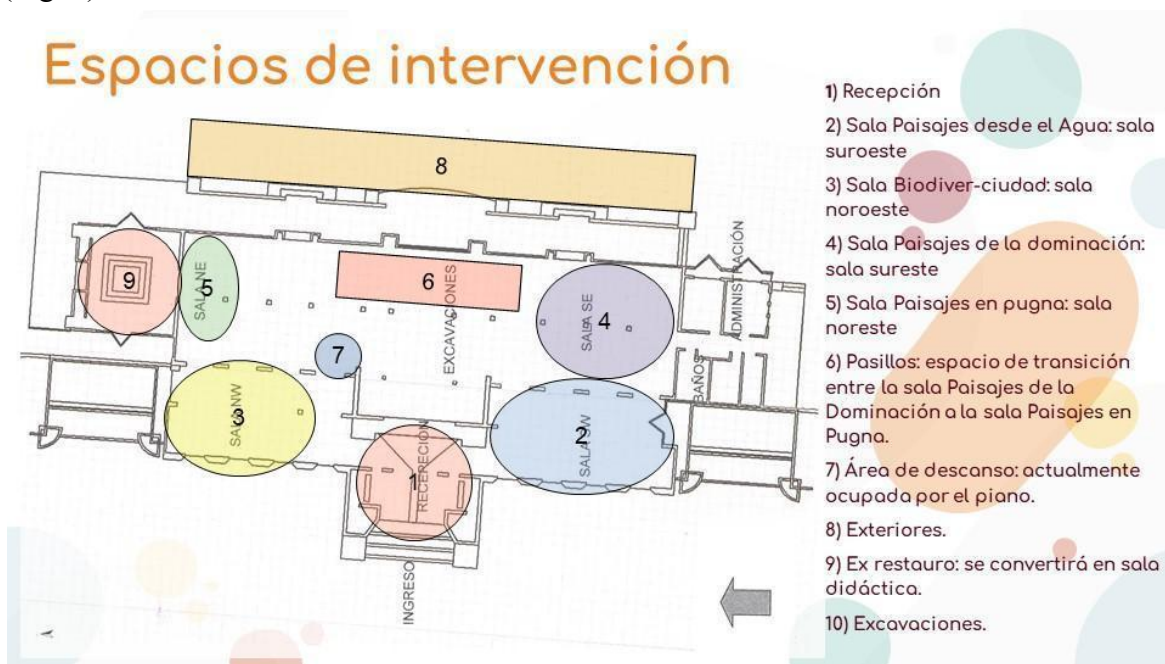 Espacios de intervención
1) Recepción
2) Sala Paisajes desde el Agua: sala
suroeste
3) Sala Biodiver-ciudad: sala
noroeste
4) Sala Paisajes de la dominación:
sala sureste
5) Sala Paisajes en pugna: sala
noreste
6) Pasillos: espacio de transición
entre la sala Paisajes de la
Dominación a la sala Paisajes en
Pugna.
7) Área de descanso: actualmente
ocupada por el piano.
8) Exteriores.
9) Ex restauro: se convertirá en sala
didáctica.
10) Excavaciones.
8
9
SALA NE
5
6
EXCAVACIONES
SALA SE
4
ADMINISTRACIÓN
7
BAÑOS
SALA NW
3
SALA SW
2
RECEPECION
1
INGRESO